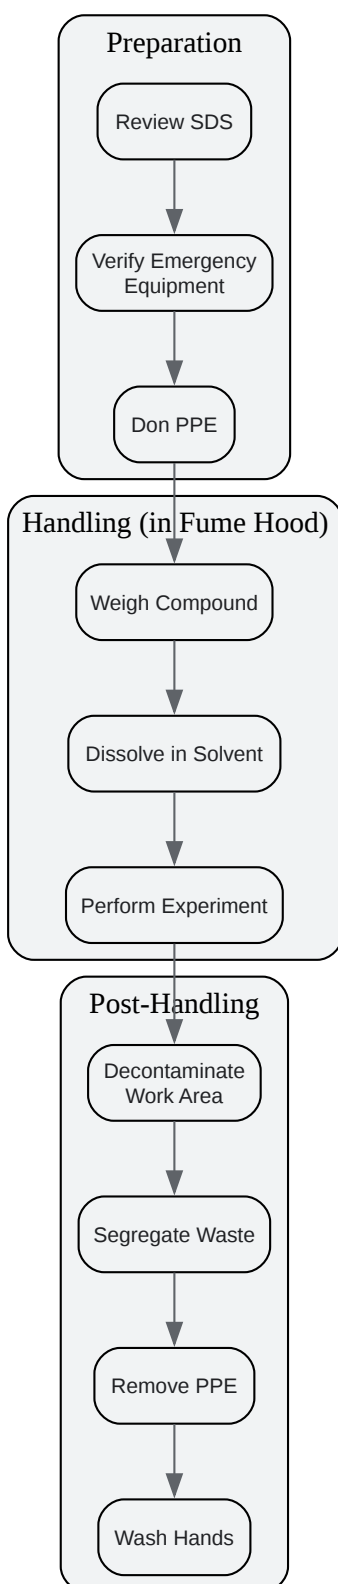 Preparation
Review SDS
Verify Emergency
Equipment
Don PPE
Handling (in Fume Hood)
Weigh Compound
Dissolve in Solvent
Perform Experiment
Post-Handling
Decontaminate
Work Area
Segregate Waste
Remove PPE
Wash Hands